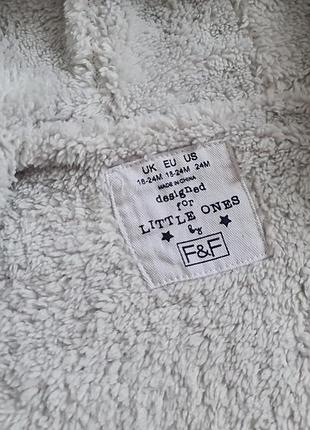 UK EU US
18-24M 18-24M 24M
MADE IN CHINA
designed
for
LITTLE ONES
by
F&F